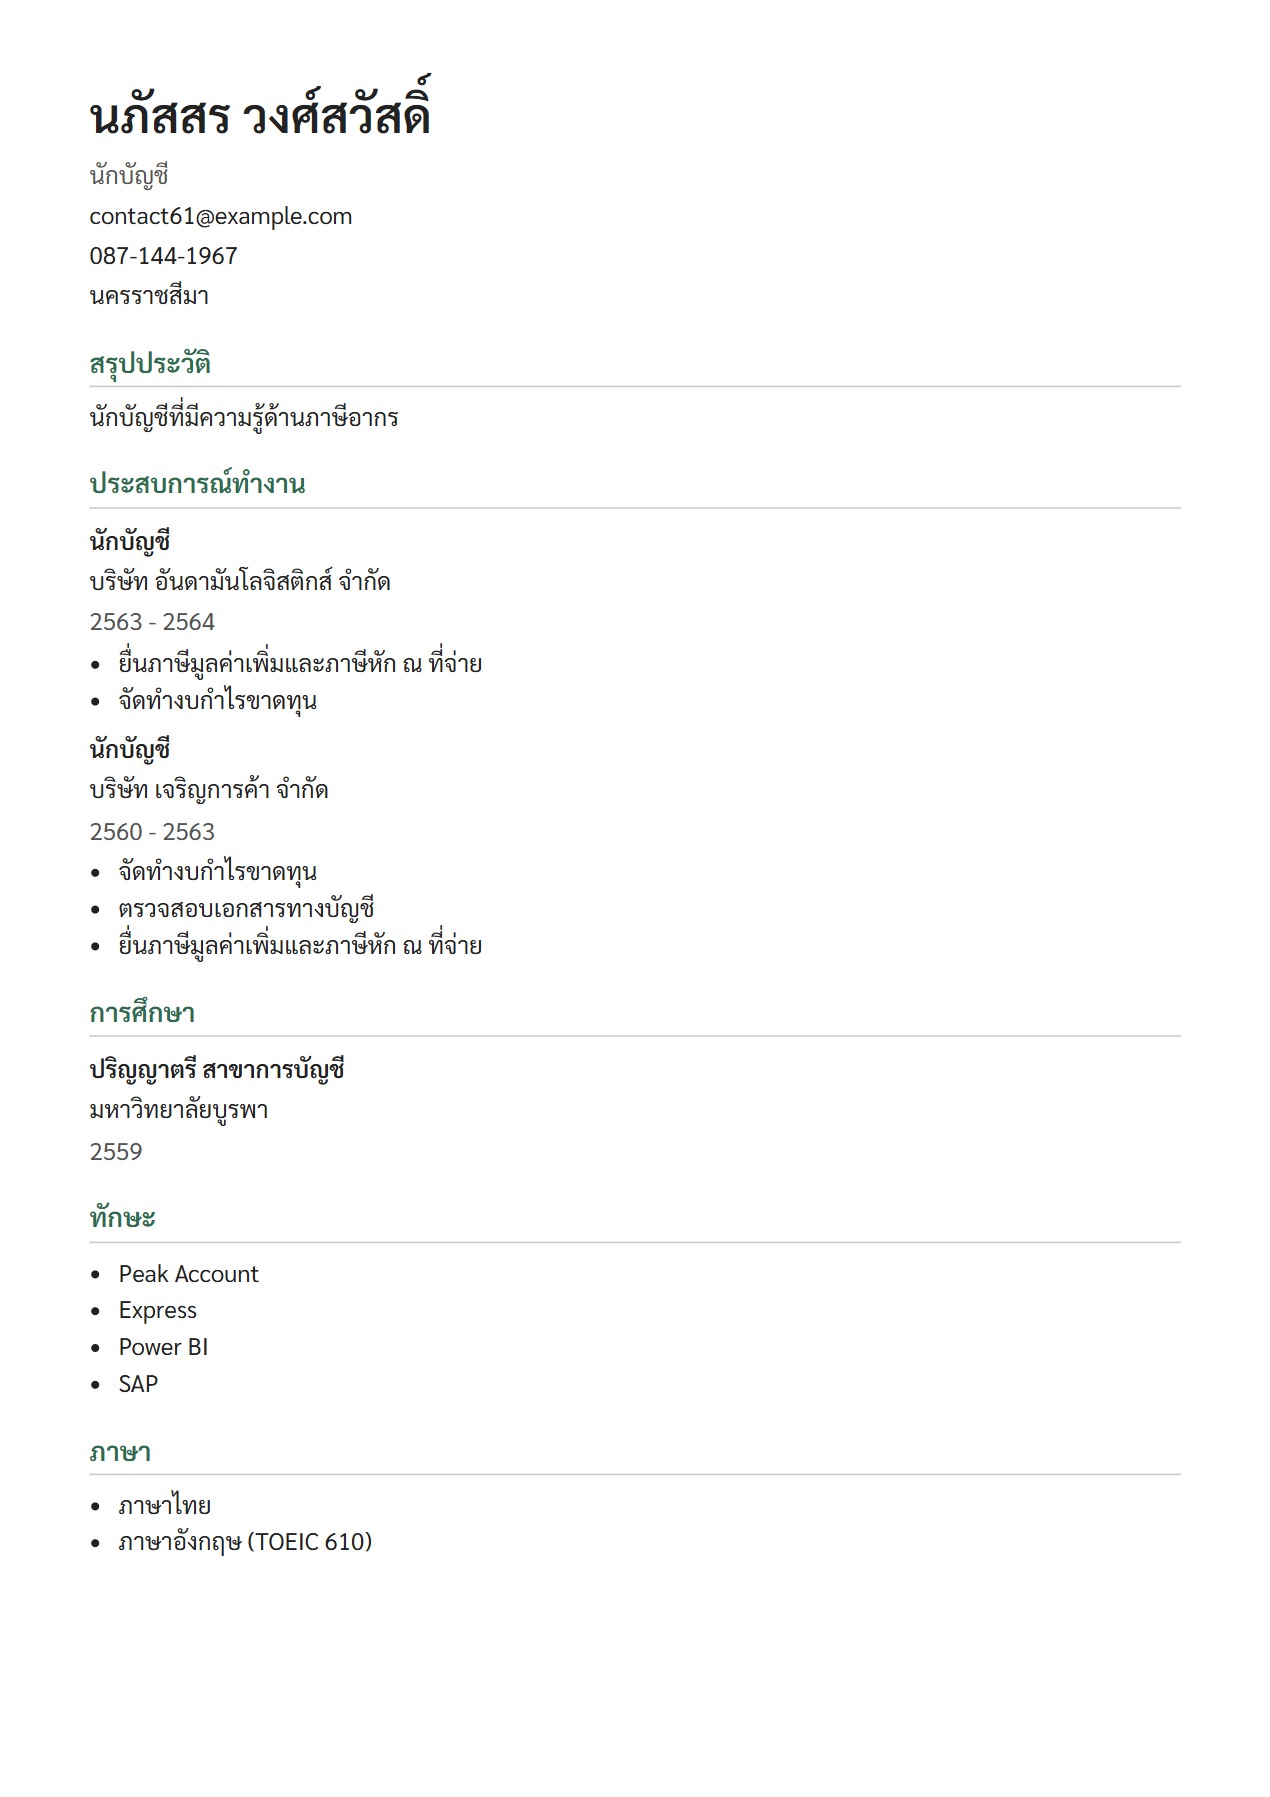 นภัสสร วงศ์สวัสดิ์
นักบัญชี
contact61@example.com
087-144-1967
นครราชสีมา
สรุปประวัติ
นักบัญชีที่มีความรู้ด้านภาษีอากร
ประสบการณ์ทำงาน
นักบัญชี
บริษัท อันดามันโลจิสติกส์ จำกัด
2563 - 2564
• ยื่นภาษีมูลค่าเพิ่มและภาษีหัก ณ ที่จ่าย
• จัดทำงบกำไรขาดทุน
นักบัญชี
บริษัท เจริญการค้า จำกัด
2560 - 2563
• จัดทำงบกำไรขาดทุน
• ตรวจสอบเอกสารทางบัญชี
• ยื่นภาษีมูลค่าเพิ่มและภาษีหัก ณ ที่จ่าย
การศึกษา
ปริญญาตรี สาขาการบัญชี
มหาวิทยาลัยบูรพา
2559
ทักษะ
• Peak Account
• Express
• Power BI
• SAP
ภาษา
• ภาษาไทย
• ภาษาอังกฤษ (TOEIC 610)